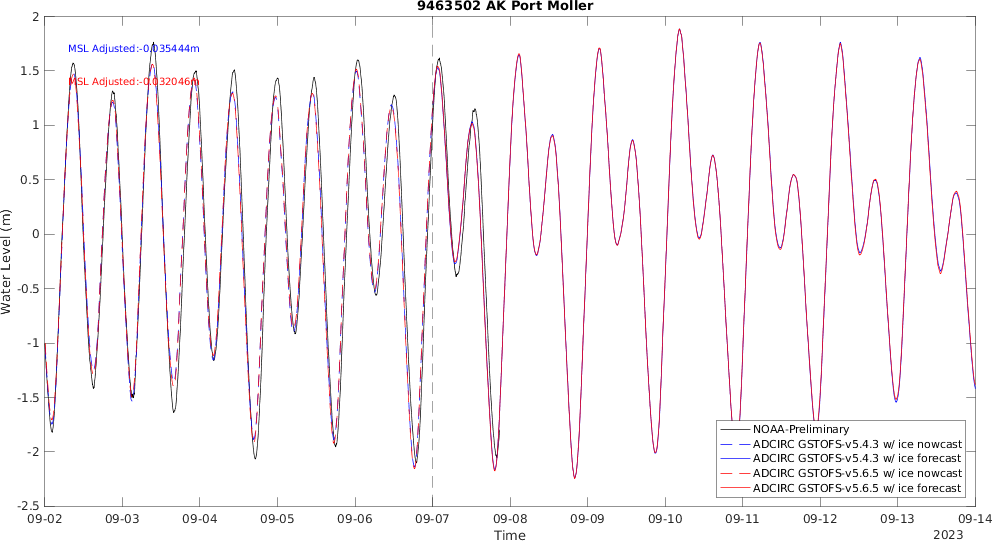 9463502 AK Port Moller
MSL Adjusted:-0.035444m
MSL Adjusted:-0.032046m
2
1.5
1
0.5
0
-0.5
-1
-1.5
-2
-2.5
Water Level (m)
NOAA-Preliminary
ADCIRC GSTOFS-v5.4.3 w/ ice nowcast
ADCIRC GSTOFS-v5.4.3 w/ ice forecast
ADCIRC GSTOFS-v5.6.5 w/ ice nowcast
ADCIRC GSTOFS-v5.6.5 w/ ice forecast
09-02 09-03 09-04 09-05 09-06 09-07 09-08 09-09 09-10 09-11 09-12 09-13 09-14
Time
2023